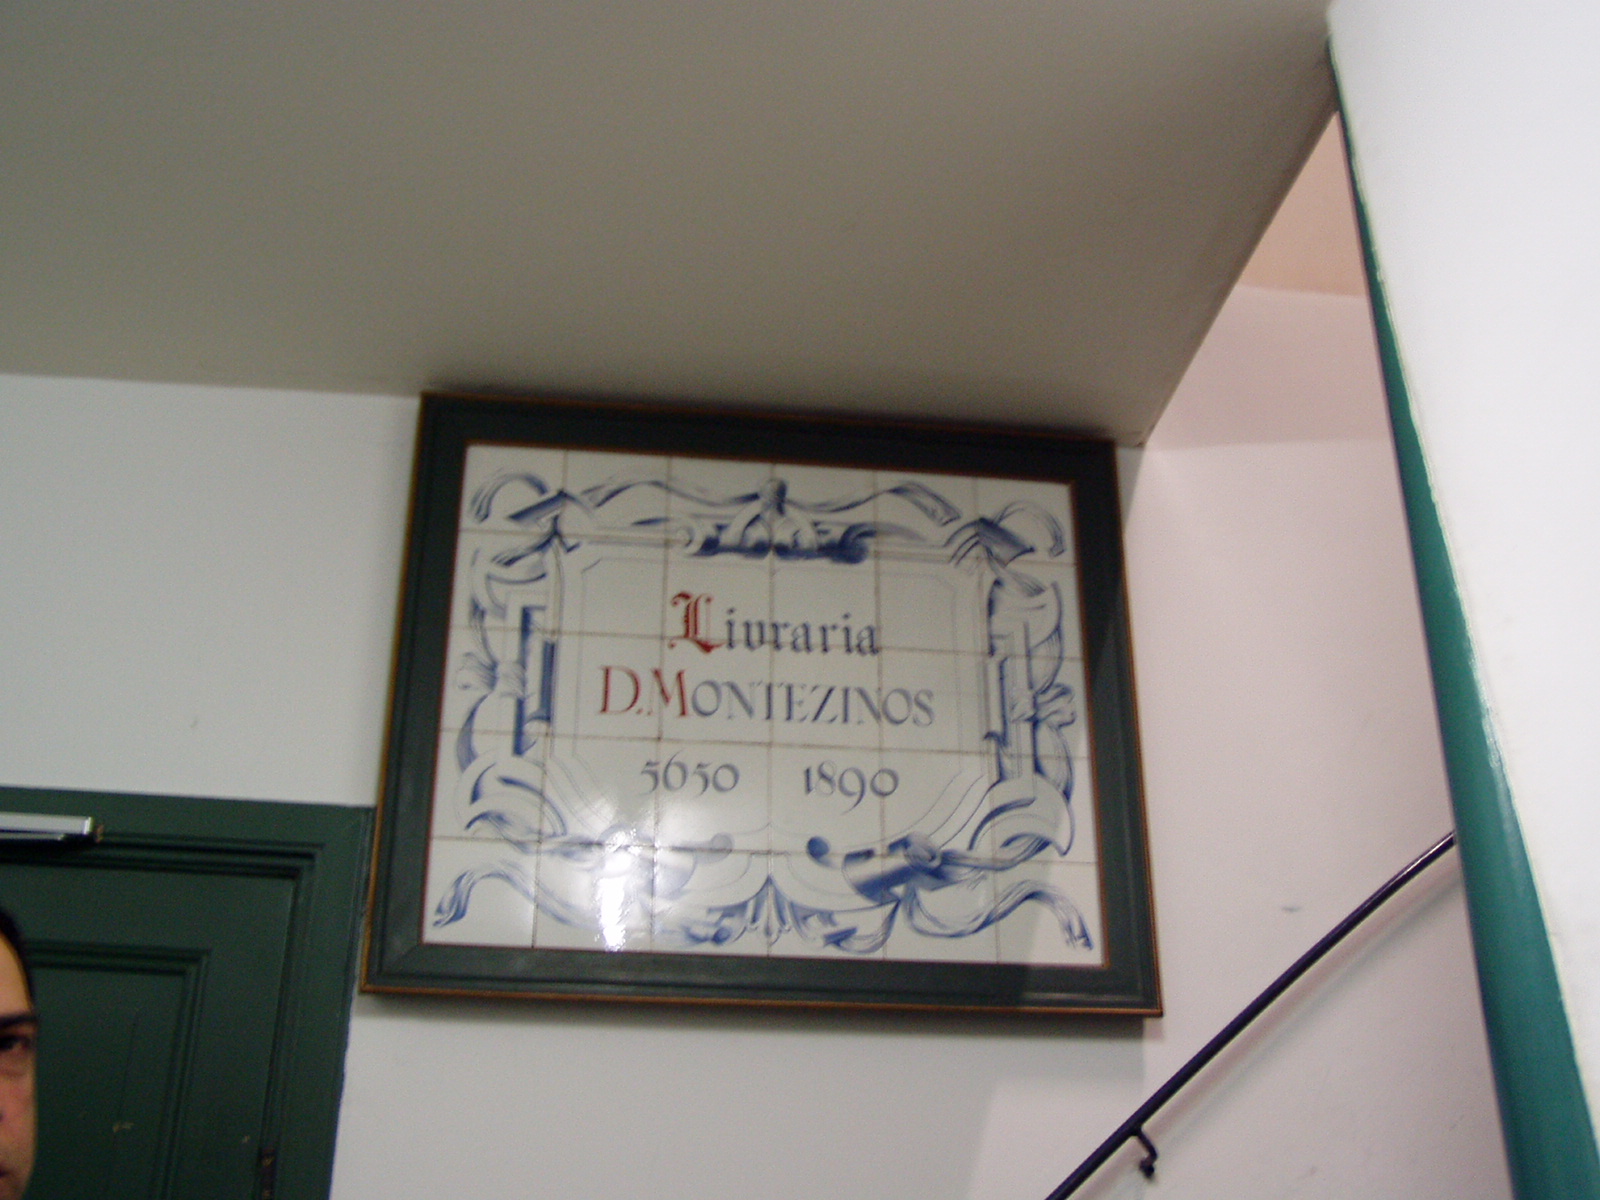 Livraria
D. MONTEZINOS
5650 1890